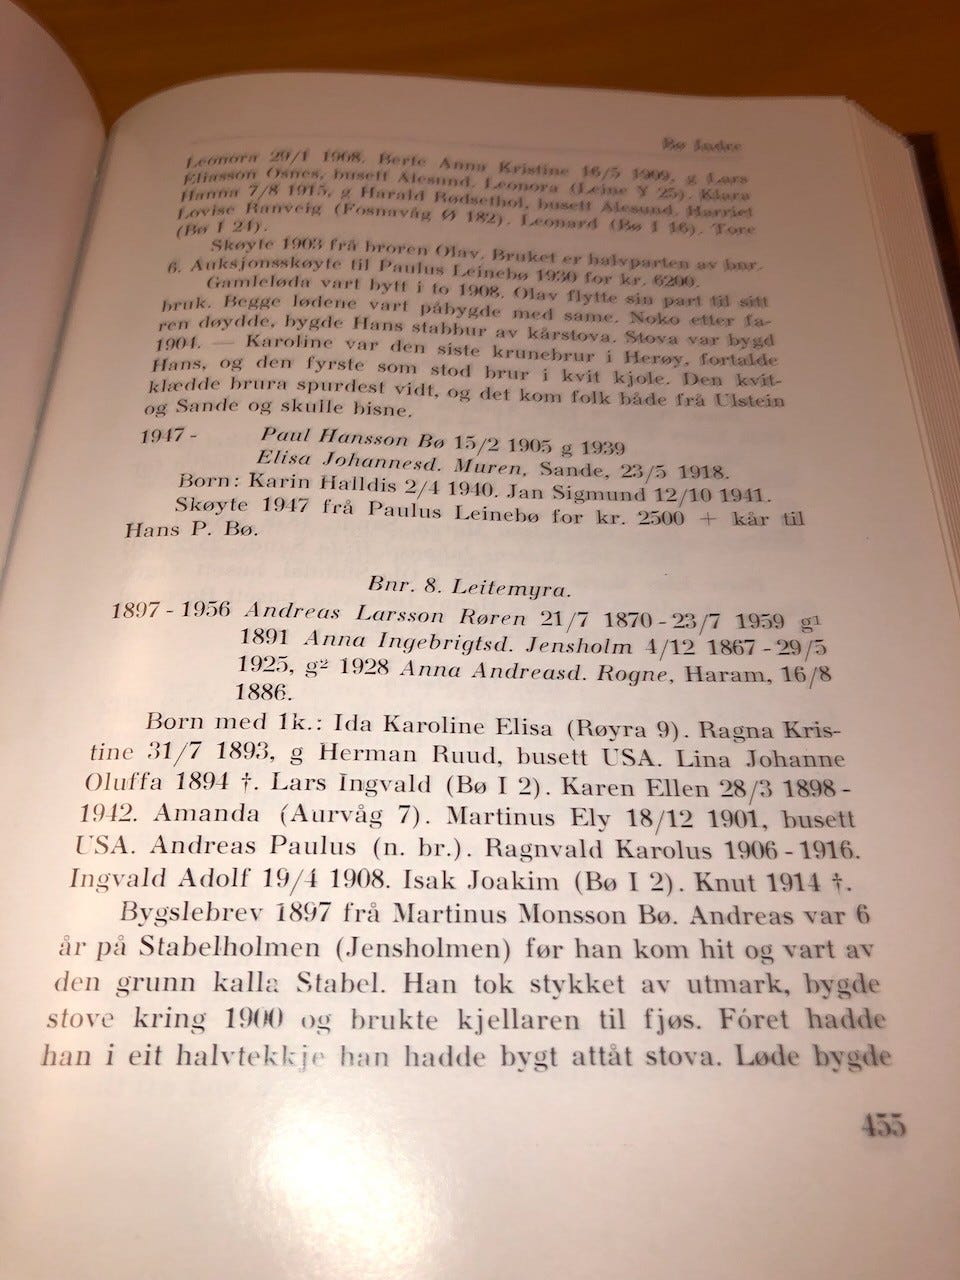 Bø Indre
Leonora 29/1 1908. Berte Anna Kristine 16/5 1909, g Lars
Eliasson Osnes, busett Ålesund. Leonora (Leine Y 25). Klara
Hanna 7/8 1915, g Harald Rødsethol, busett Ålesund. Harriet
Lovise Ranveig (Fosnavåg Ø 182). Leonard (Bø I 16). Tore
(Bø I 24).
Skøyte 1903 frå broren Olav. Bruket er halvparten av bnr.
6. Auksjonsskøyte til Paulus Leinebø 1930 for kr. 6200.
Gamleløda vart bytt i to 1908. Olav flytte sin part til sitt
bruk. Begge lødene vart påbygde med same. Noko etter fa-
ren døydde, bygde Hans stabbur av kårstova. Stova var bygd
1904. — Karoline var den siste krunebrur i Herøy, fortalde
Hans, og den fyrste som stod brur i kvit kjole. Den kvit-
klædde brura spurdest vidt, og det kom folk både frå Ulstein
og Sande og skulle bisne.
1947 - Paul Hansson Bø 15/2 1905 g 1939
Elisa Johannesd. Muren, Sande, 23/5 1918.
Born: Karin Halldis 2/4 1940. Jan Sigmund 12/10 1941.
Skøyte 1947 frå Paulus Leinebø for kr. 2500 + kår til
Hans P. Bø.
Bnr. 8. Leitemyra.
1897 - 1956 Andreas Larsson Røren 21/7 1870 - 23/7 1959 g¹
1891 Anna Ingebrigtsd. Jensholm 4/12 1867 - 29/5
1925, g² 1928 Anna Andreasd. Rogne, Haram, 16/8
1886.
Born med 1k.: Ida Karoline Elisa (Røyra 9). Ragna Kris-
tine 31/7 1893, g Herman Ruud, busett USA. Lina Johanne
Oluffa 1894 †. Lars Ingvald (Bø I 2). Karen Ellen 28/3 1898 -
1942. Amanda (Aurvåg 7). Martinus Ely 18/12 1901, busett
USA. Andreas Paulus (n. br.). Ragnvald Karolus 1906 - 1916.
Ingvald Adolf 19/4 1908. Isak Joakim (Bø I 2). Knut 1914 †.
Bygslebrev 1897 frå Martinus Monsson Bø. Andreas var 6
år på Stabelholmen (Jensholmen) før han kom hit og vart av
den grunn kalla Stabel. Han tok stykket av utmark, bygde
stove kring 1900 og brukte kjellaren til fjøs. Fóret hadde
han i eit halvtekkje han hadde bygt attåt stova. Løde bygde
455